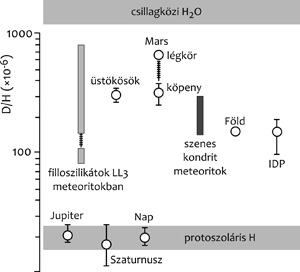 csillagközi H₂O
D/H (×10⁻⁶)
1000
100
Mars
légkör
üstökösök
köpeny
szenes
kondrit
meteoritok
Föld
IDP
filloszilikátok LL3
meteoritokban
Jupiter
Nap
protoszoláris H
Szaturnusz